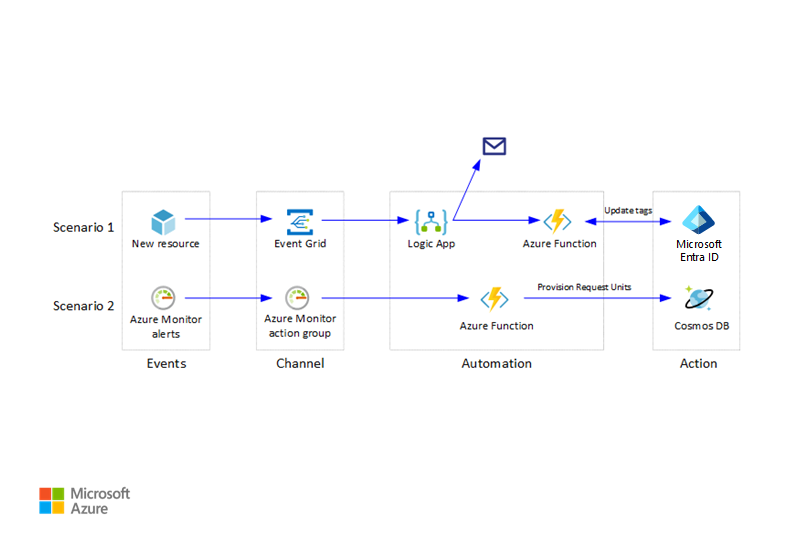 Scenario 1
New resource
Event Grid
Logic App
Azure Function
Update tags
Microsoft
Entra ID
Scenario 2
Azure Monitor
alerts
Azure Monitor
action group
Azure Function
Provision Request Units
Cosmos DB
Events
Channel
Automation
Action
Microsoft
Azure